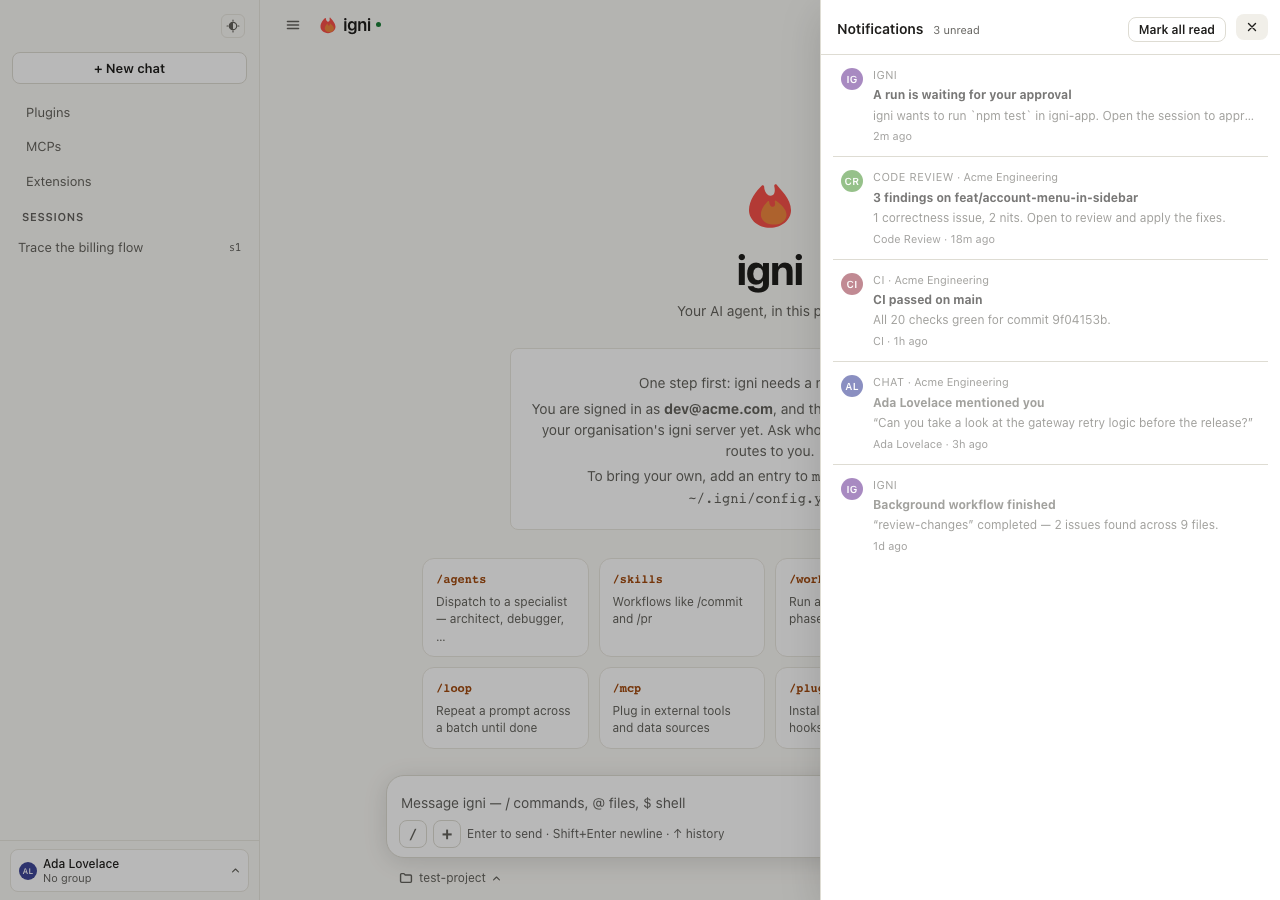 + New chat
Plugins
MCPs
Extensions
SESSIONS
Trace the billing flow s1
AL
Ada Lovelace
No group
igni
igni
Your AI agent, in this p
One step first: igni needs a
You are signed in as dev@acme.com, and th
your organisation's igni server yet. Ask who
routes to you.
To bring your own, add an entry to
~/.igni/config.y
/agents
Dispatch to a specialist
— architect, debugger,
…
/skills
Workflows like /commit
and /pr
/work
Run a
phase
/loop
Repeat a prompt across
a batch until done
/mcp
Plug in external tools
and data sources
/plug
Instal
hooks
Message igni — / commands, @ files, $ shell
/ + Enter to send · Shift+Enter newline · ↑ history
test-project
Notifications 3 unread Mark all read ×
IG
IGNI
A run is waiting for your approval
igni wants to run `npm test` in igni-app. Open the session to appr…
2m ago
CR
CODE REVIEW · Acme Engineering
3 findings on feat/account-menu-in-sidebar
1 correctness issue, 2 nits. Open to review and apply the fixes.
Code Review · 18m ago
CI
CI · Acme Engineering
CI passed on main
All 20 checks green for commit 9f04153b.
CI · 1h ago
AL
CHAT · Acme Engineering
Ada Lovelace mentioned you
“Can you take a look at the gateway retry logic before the release?”
Ada Lovelace · 3h ago
IG
IGNI
Background workflow finished
“review-changes” completed — 2 issues found across 9 files.
1d ago